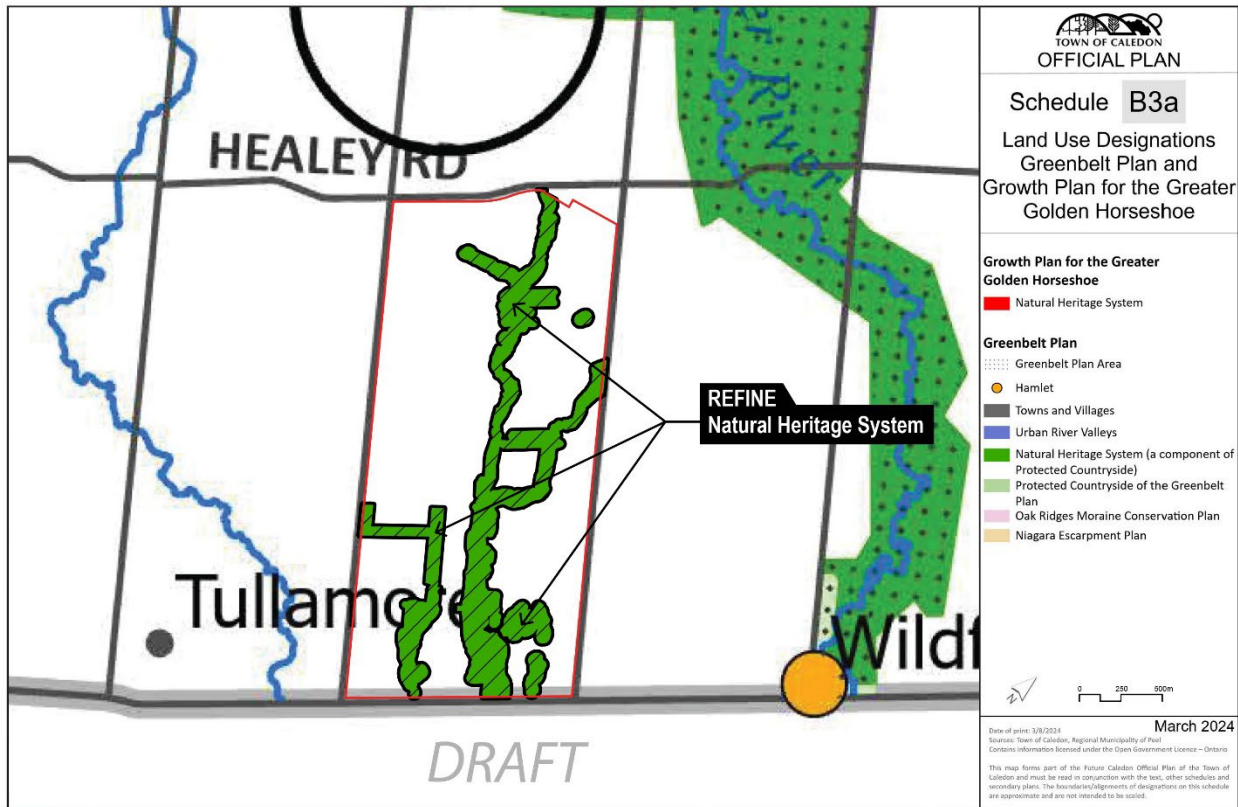 HEALEY RD
River
REFINE
Natural Heritage System
Tullamore
Wildf
DRAFT
TOWN OF CALEDON
OFFICIAL PLAN
Schedule B3a
Land Use Designations
Greenbelt Plan and
Growth Plan for the Greater
Golden Horseshoe
Growth Plan for the Greater
Golden Horseshoe
Natural Heritage System
Greenbelt Plan
Greenbelt Plan Area
Hamlet
Towns and Villages
Urban River Valleys
Natural Heritage System (a component of
Protected Countryside)
Protected Countryside of the Greenbelt
Plan
Oak Ridges Moraine Conservation Plan
Niagara Escarpment Plan
N
0 250 500m
March 2024
Date of print: 3/8/2024
Sources: Town of Caledon, Regional Municipality of Peel
Contains information licensed under the Open Government Licence – Ontario
This map forms part of the Future Caledon Official Plan of the Town of
Caledon and must be read in conjunction with the text, other schedules and
secondary plans. The boundaries/alignments of designations on this schedule
are approximate and are not intended to be scaled.